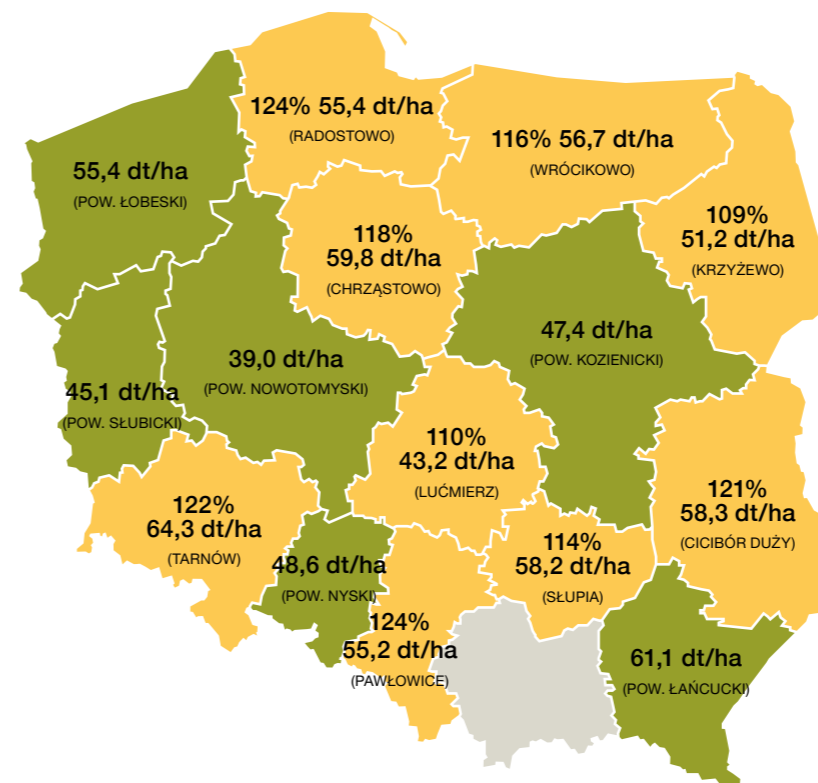 124% 55,4 dt/ha
(RADOSTOWO)
116% 56,7 dt/ha
(WRÓCIKOWO)
55,4 dt/ha
(POW. ŁOBESKI)
109%
51,2 dt/ha
(KRZYŻEWO)
118%
59,8 dt/ha
(CHRZĄSTOWO)
47,4 dt/ha
(POW. KOZIENICKI)
39,0 dt/ha
(POW. NOWOTOMYSKI)
45,1 dt/ha
(POW. SŁUBICKI)
110%
43,2 dt/ha
(LUĆMIERZ)
121%
58,3 dt/ha
(CICIBÓR DUŻY)
122%
64,3 dt/ha
(TARNÓW)
114%
58,2 dt/ha
(SŁUPIA)
48,6 dt/ha
(POW. NYSKI)
124%
55,2 dt/ha
(PAWŁOWICE)
61,1 dt/ha
(POW. ŁAŃCUCKI)